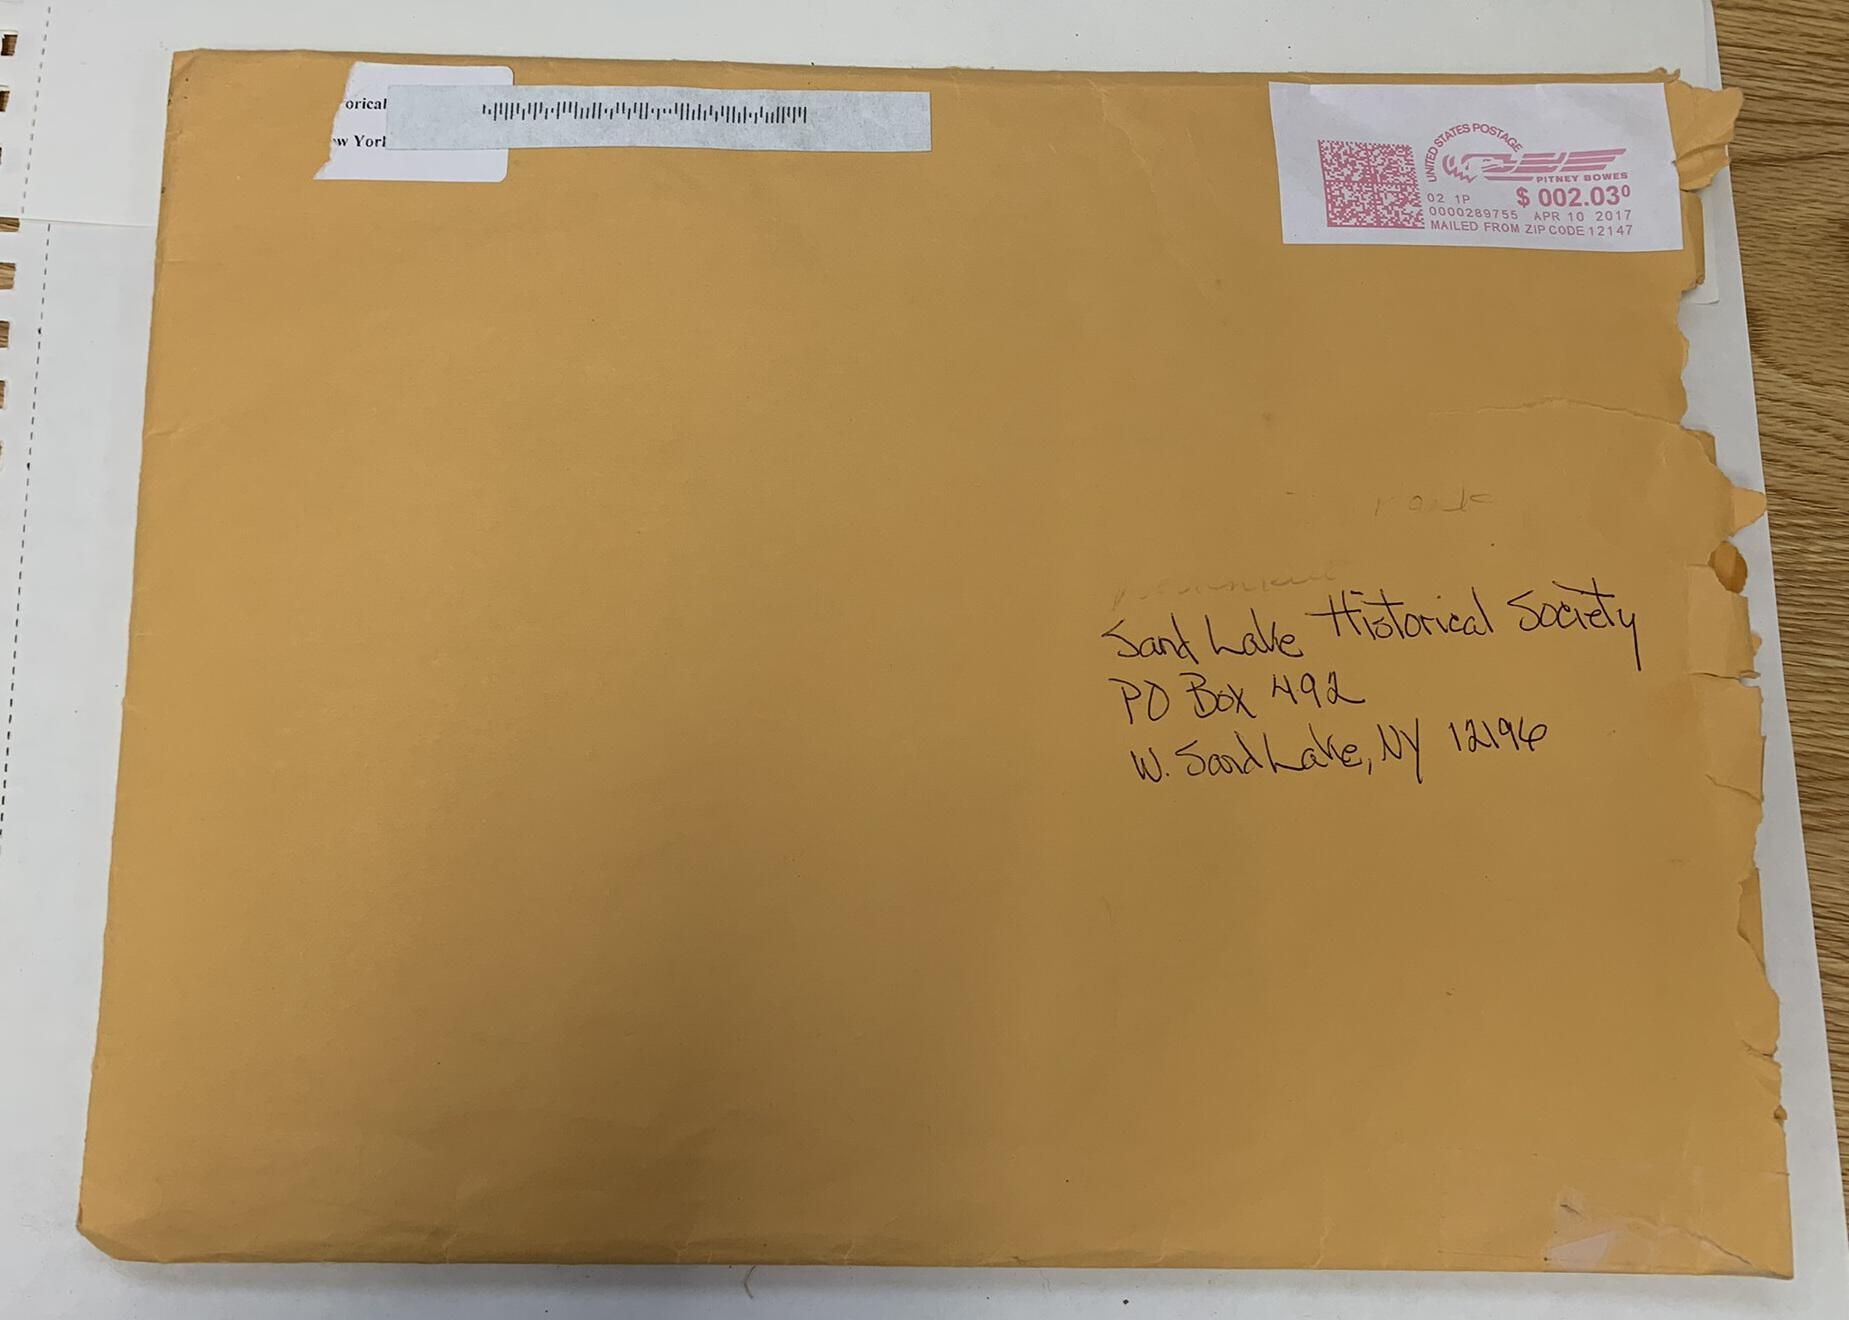 orical
w York
UNITED STATES POSTAGE
PITNEY BOWES
02 1P $ 002.03⁰
0000289755 APR 10 2017
MAILED FROM ZIP CODE 12147
Sand Lake Historical Society
PO Box 492
W. Sand Lake, NY 12196